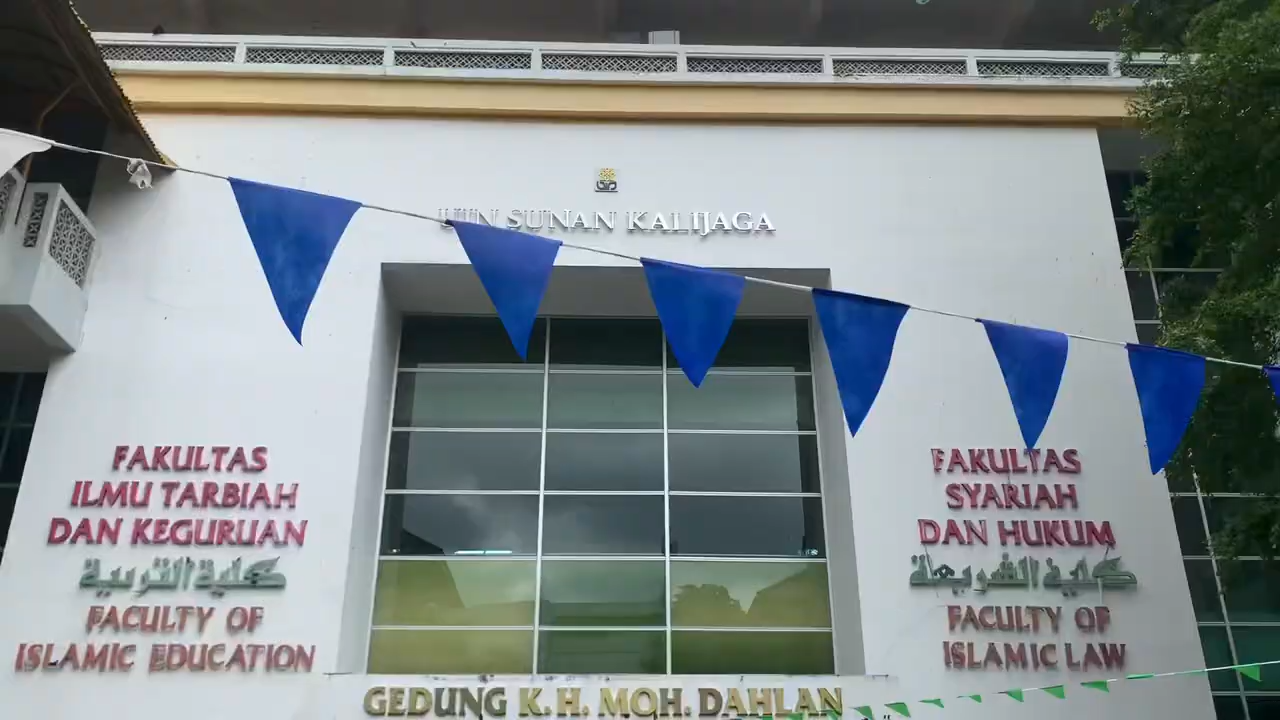 UIN SUNAN KALIJAGA
FAKULTAS
ILMU TARBIAH
DAN KEGURUAN
كلية التربية
FACULTY OF
ISLAMIC EDUCATION
FAKULTAS
SYARIAH
DAN HUKUM
كلية الشريعة
FACULTY OF
ISLAMIC LAW
GEDUNG K.H. MOH. DAHLAN